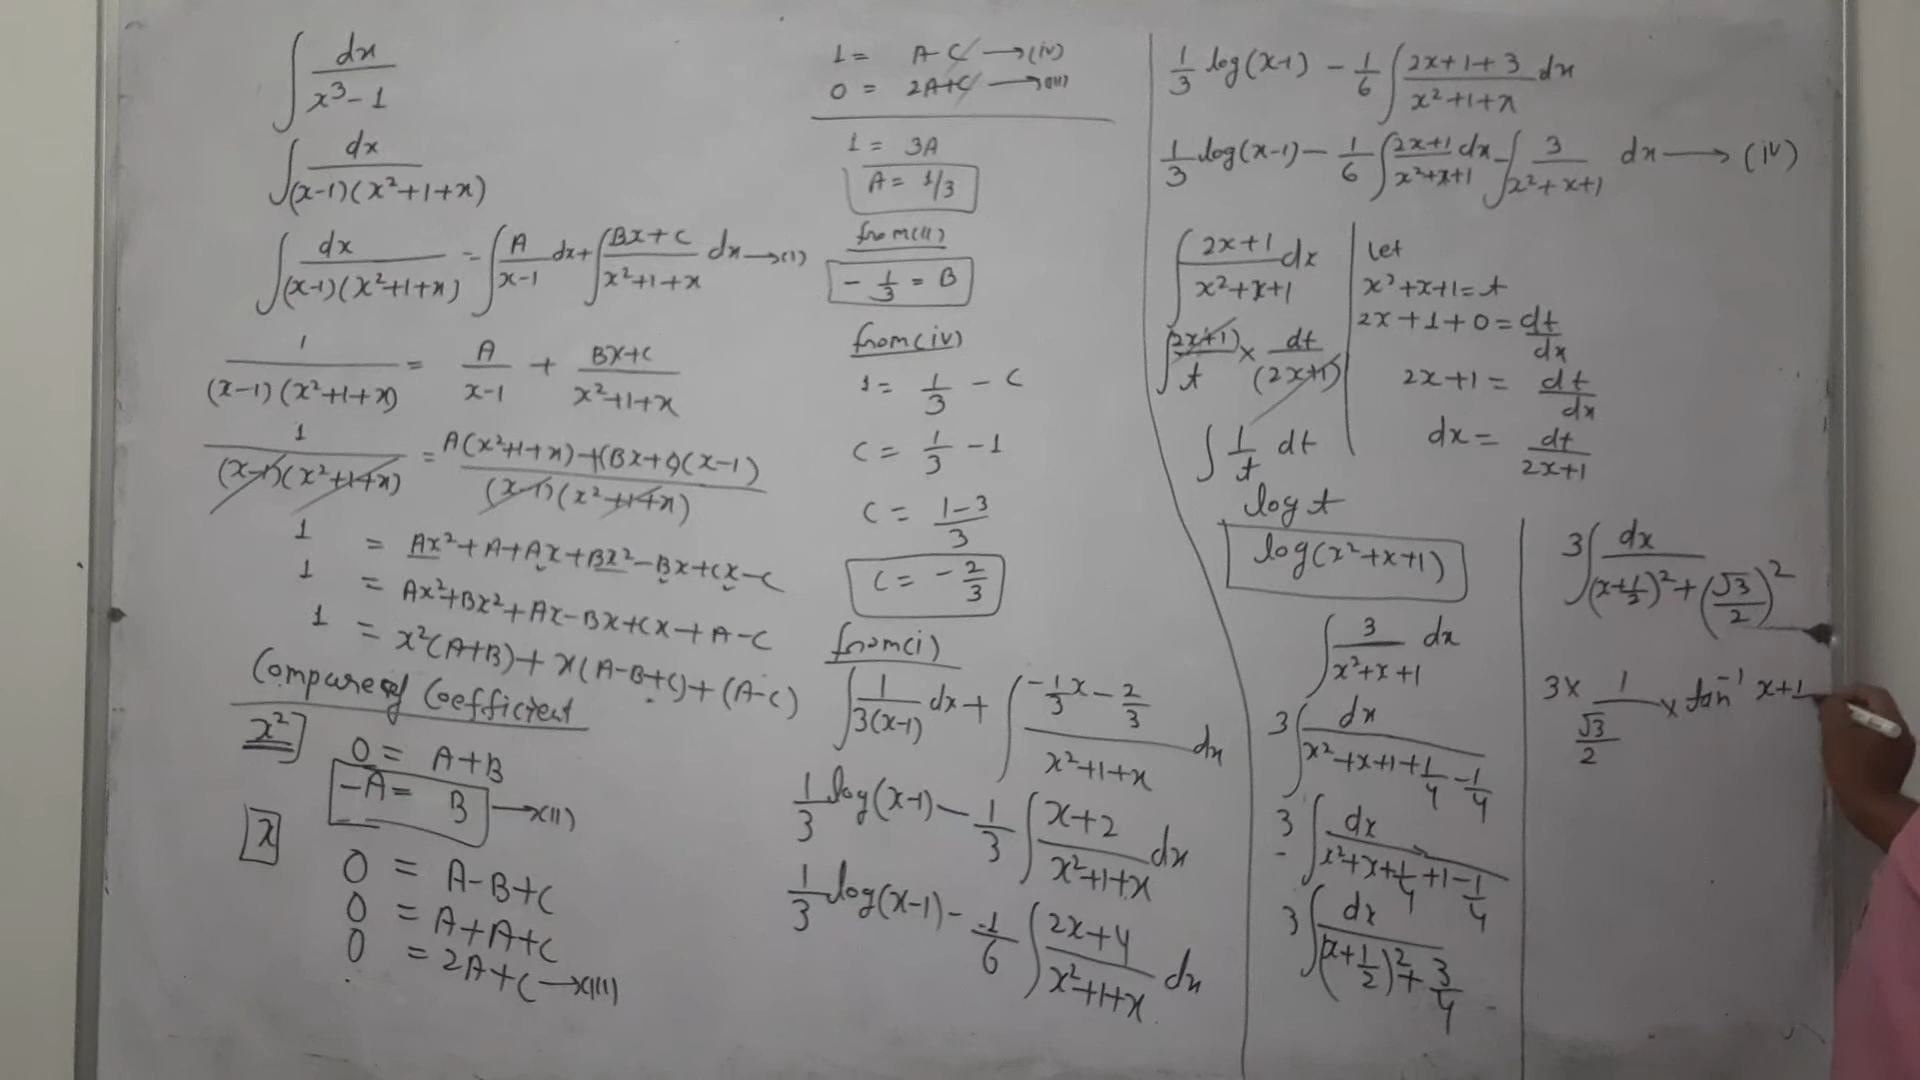 ∫ dx / x³-1
∫ dx / (x-1)(x²+1+x)
∫ dx / (x-1)(x²+1+x) = ∫ A / x-1 dx + ∫ Bx+C / x²+1+x dx → (i)
1 / (x-1)(x²+1+x) = A / x-1 + Bx+C / x²+1+x
1 / (x-1)(x²+1+x) = A(x²+1+x)+(Bx+C)(x-1) / (x-1)(x²+1+x)
1 = Ax²+A+Ax+Bx²-Bx+Cx-C
1 = Ax²+Bx²+Ax-Bx+Cx+A-C
1 = x²(A+B)+x(A-B+C)+(A-C)
Compare of Coefficient
x²] 0 = A+B
-A = B → (ii)
x 0 = A-B+C
0 = A+A+C
0 = 2A+C → (iii)
1 = A-C → (iv)
0 = 2A+C → (iii)
1 = 3A
A = 1/3
from (ii)
-1/3 = B
from (iv)
1 = 1/3 - C
C = 1/3 - 1
C = 1-3 / 3
C = -2/3
from (i)
∫ 1 / 3(x-1) dx + ∫ -1/3 x - 2/3 / x²+1+x dx
1/3 log(x-1) - 1/3 ∫ x+2 / x²+1+x dx
1/3 log(x-1) - 1/6 ∫ 2x+4 / x²+1+x dx
1/3 log(x-1) - 1/6 ∫ 2x+1+3 / x²+1+x dx
1/3 log(x-1) - 1/6 ∫ 2x+1 / x²+x+1 dx - ∫ 3 / x²+x+1 dx → (iv)
∫ 2x+1 / x²+x+1 dx
∫ (2x+1) / t × dt / (2x+1)
∫ 1/t dt
log t
log(x²+x+1)
let
x²+x+1 = t
2x+1+0 = dt/dx
2x+1 = dt/dx
dx = dt / 2x+1
∫ 3 / x²+x+1 dx
3 ∫ dx / x²+x+1+1/4-1/4
3 ∫ dx / x²+x+1/4+1-1/4
3 ∫ dx / (x+1/2)²+3/4
3 ∫ dx / (x+1/2)²+(√3/2)²
3× 1 / √3/2 × tan⁻¹ x+1